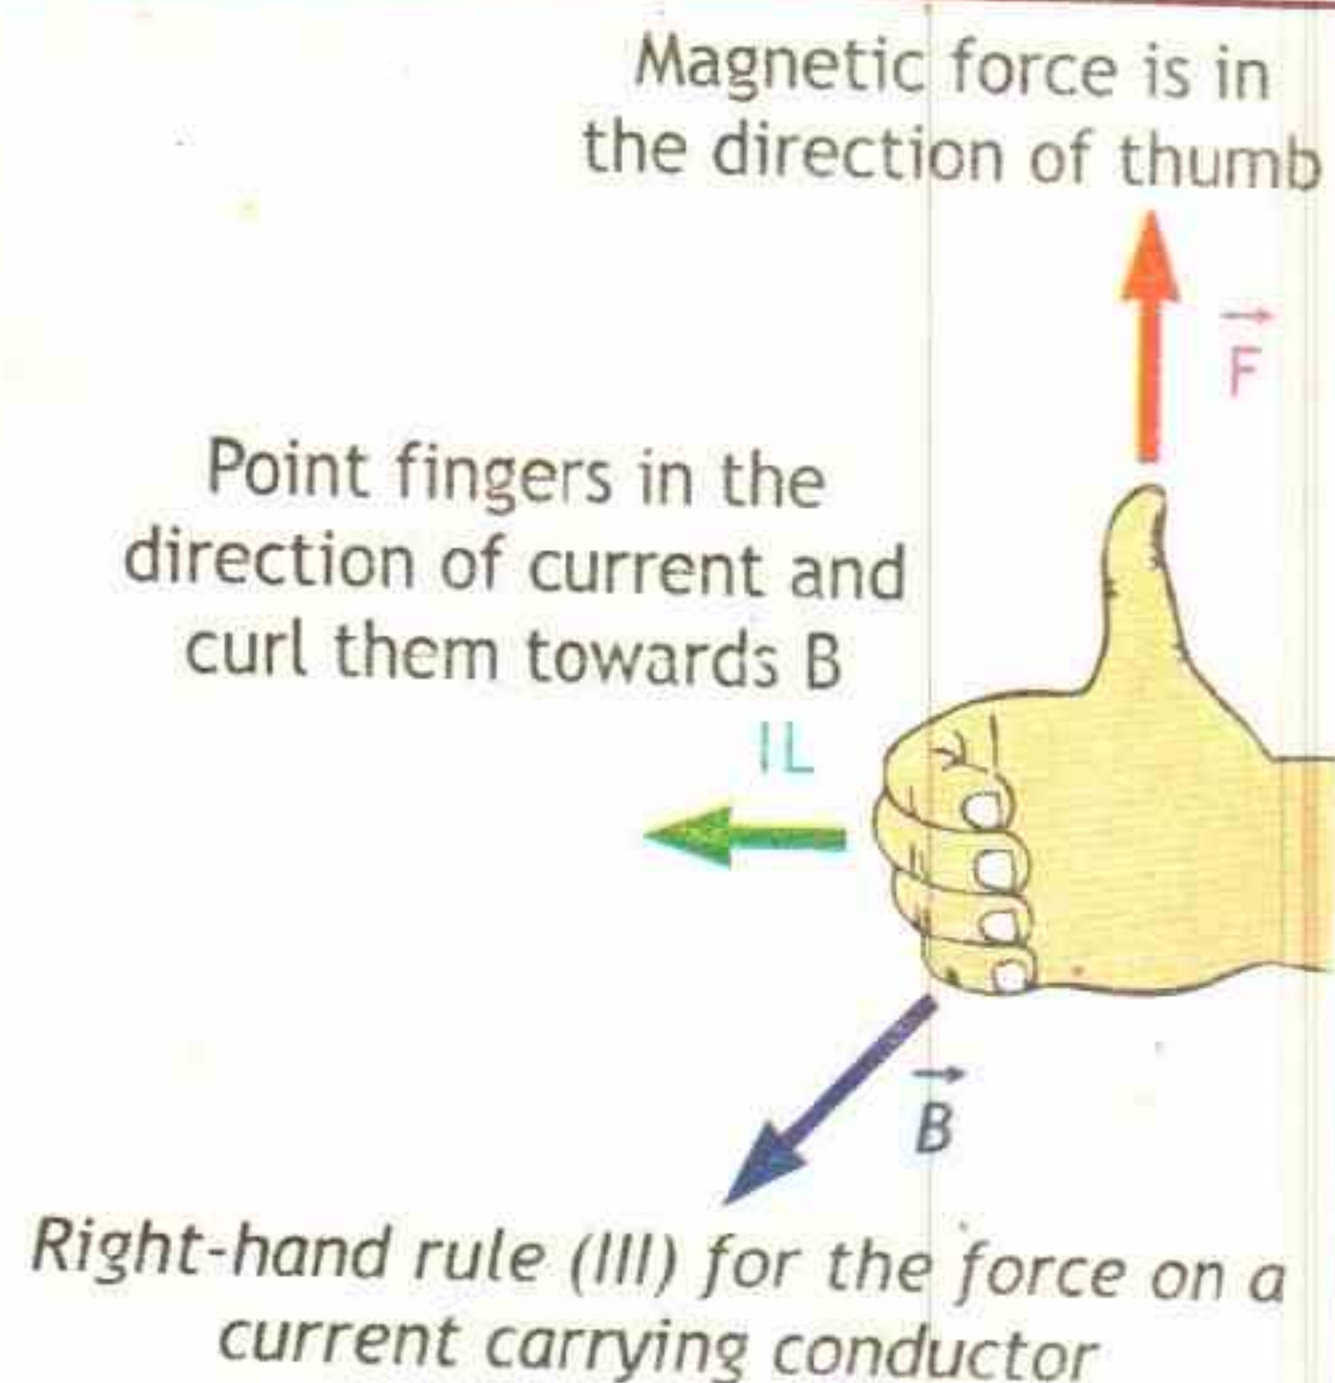 Magnetic force is in
the direction of thumb
F
Point fingers in the
direction of current and
curl them towards B
IL
B
Right-hand rule (III) for the force on a
current carrying conductor